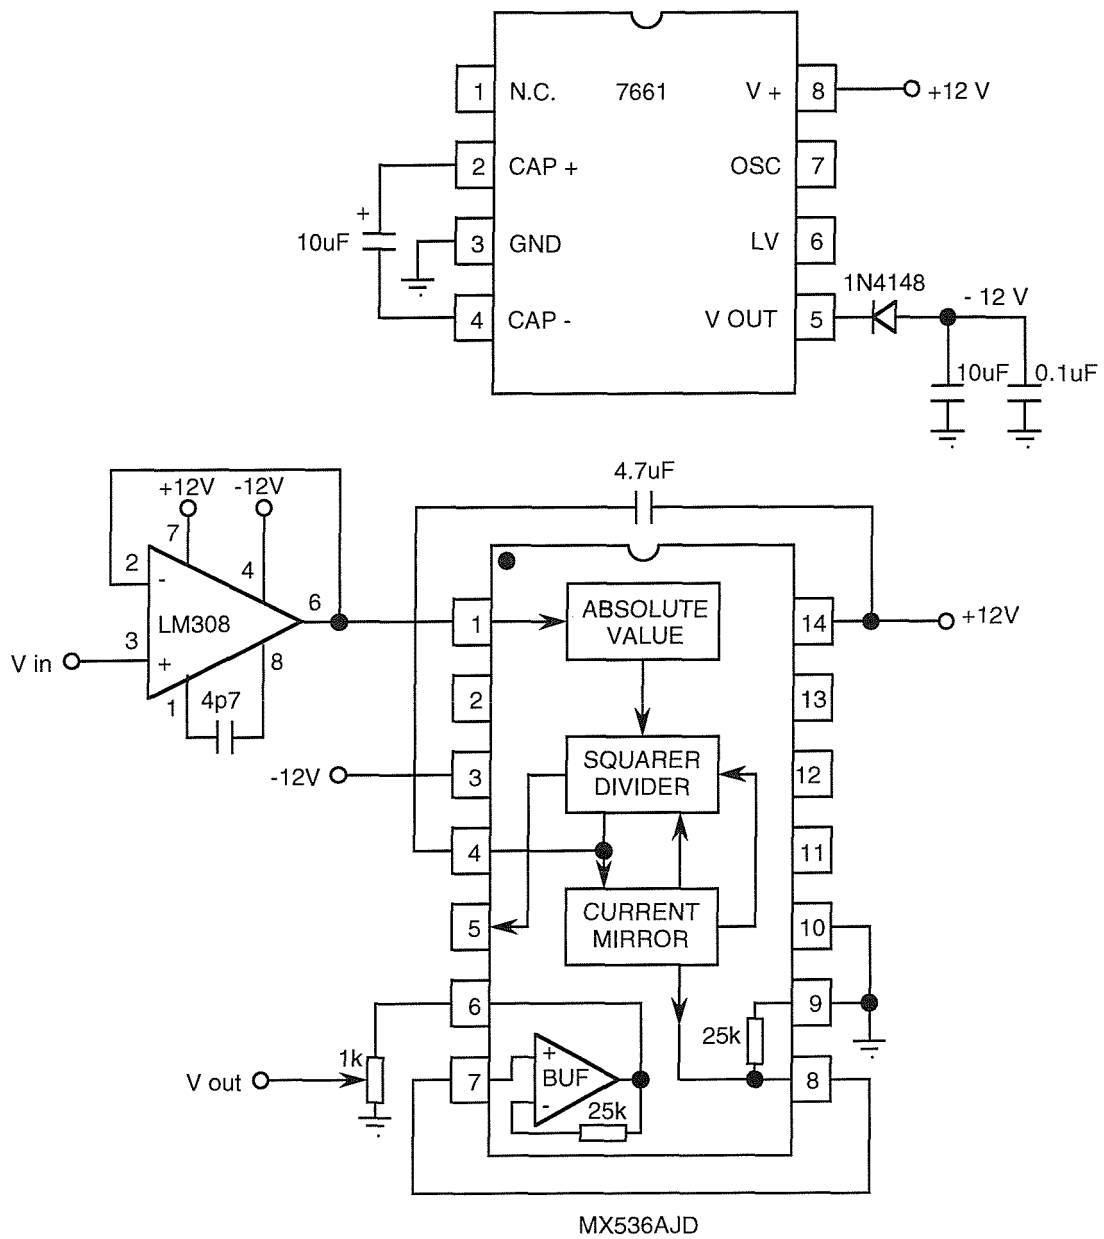 1 N.C. 7661 V + 8 +12 V
2 CAP + OSC 7
+
10uF
3 GND LV 6
1N4148
- 12 V
4 CAP - V OUT 5
10uF 0.1uF
4.7uF
+12V -12V
7
2 4
- 6
LM308
3 + 8
V in
1 4p7
1 ABSOLUTE
VALUE
14 +12V
2 13
-12V 3 SQUARER
DIVIDER
12
4 11
5 CURRENT
MIRROR
10
6 9
1k 25k
V out
7 + BUF 8
-
25k
MX536AJD